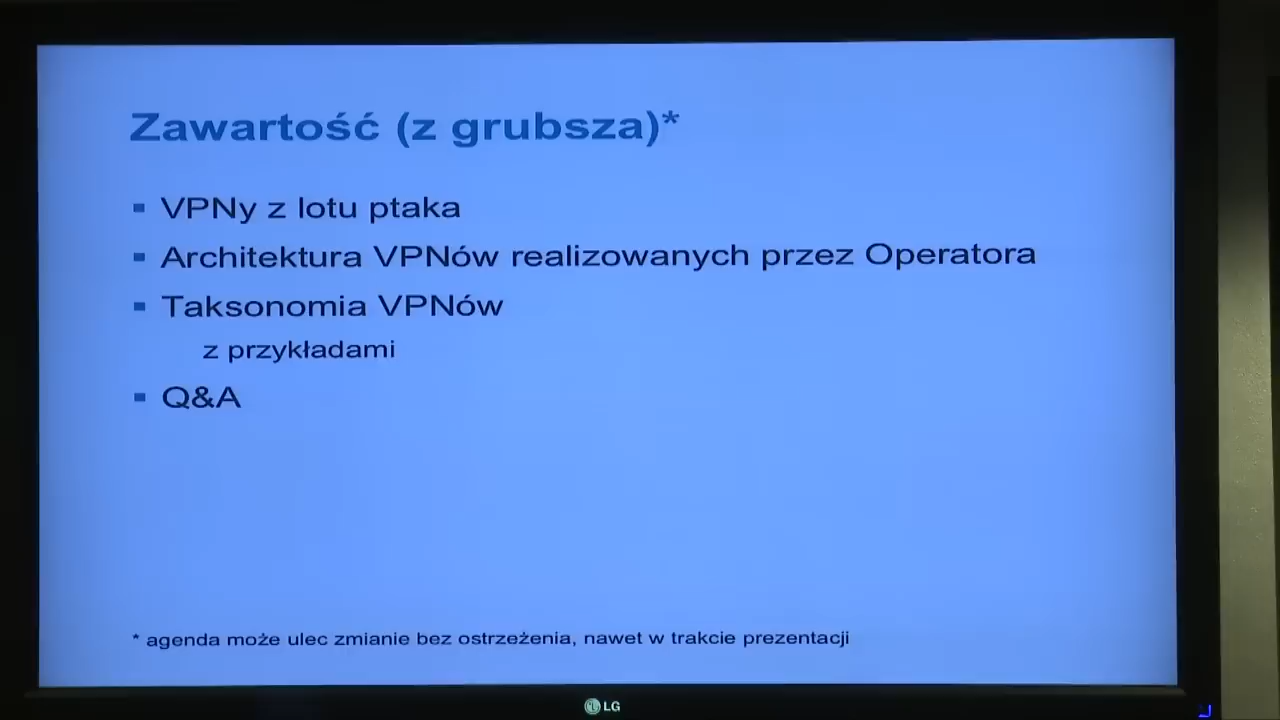 Zawartość (z grubsza)*
▪ VPNy z lotu ptaka
▪ Architektura VPNów realizowanych przez Operatora
▪ Taksonomia VPNów
z przykładami
▪ Q&A
* agenda może ulec zmianie bez ostrzeżenia, nawet w trakcie prezentacji
LG